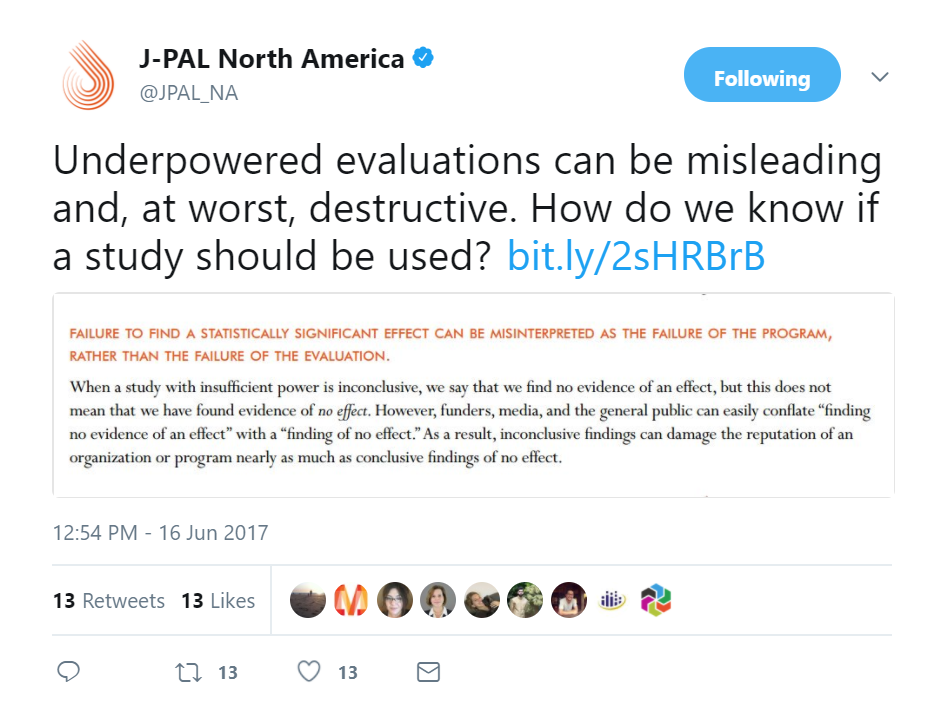 J-PAL North America
@JPAL_NA
Following
Underpowered evaluations can be misleading
and, at worst, destructive. How do we know if
a study should be used? bit.ly/2sHRBrB
FAILURE TO FIND A STATISTICALLY SIGNIFICANT EFFECT CAN BE MISINTERPRETED AS THE FAILURE OF THE PROGRAM,
RATHER THAN THE FAILURE OF THE EVALUATION.
When a study with insufficient power is inconclusive, we say that we find no evidence of an effect, but this does not
mean that we have found evidence of no effect. However, funders, media, and the general public can easily conflate “finding
no evidence of an effect” with a “finding of no effect.” As a result, inconclusive findings can damage the reputation of an
organization or program nearly as much as conclusive findings of no effect.
12:54 PM - 16 Jun 2017
13 Retweets 13 Likes
13 13